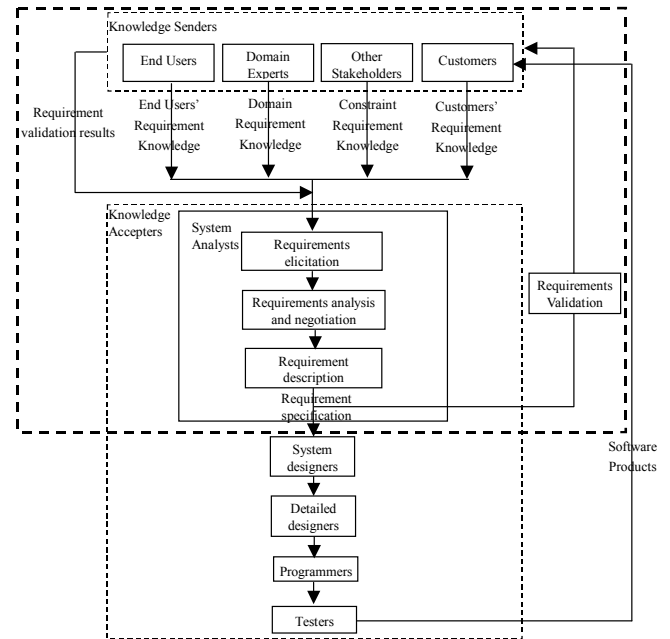 Knowledge Senders
End Users
Domain
Experts
Other
Stakeholders
Customers
Requirement
validation results
End Users'
Requirement
Knowledge
Domain
Requirement
Knowledge
Constraint
Requirement
Knowledge
Customers'
Requirement
Knowledge
Knowledge
Accepters
System
Analysts
Requirements
elicitation
Requirements analysis
and negotiation
Requirement
description
Requirement
specification
Requirements
Validation
System
designers
Detailed
designers
Programmers
Testers
Software
Products